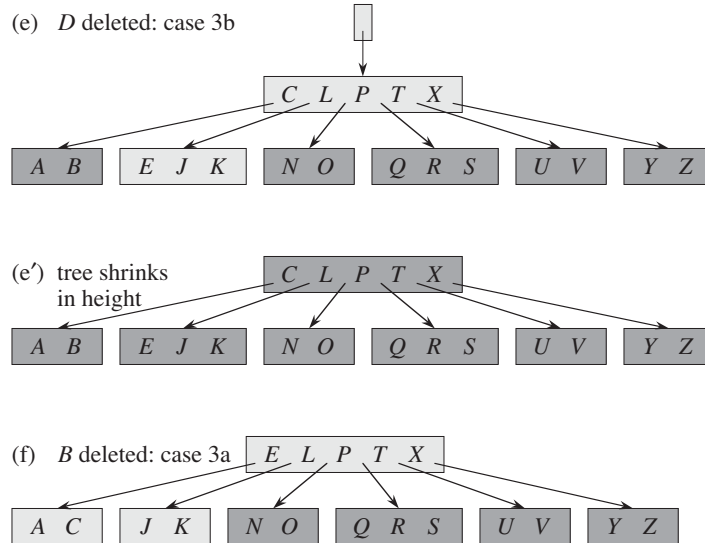 (e) D deleted: case 3b
C L P T X
A B E J K N O Q R S U V Y Z
(e′) tree shrinks
in height
C L P T X
A B E J K N O Q R S U V Y Z
(f) B deleted: case 3a
E L P T X
A C J K N O Q R S U V Y Z